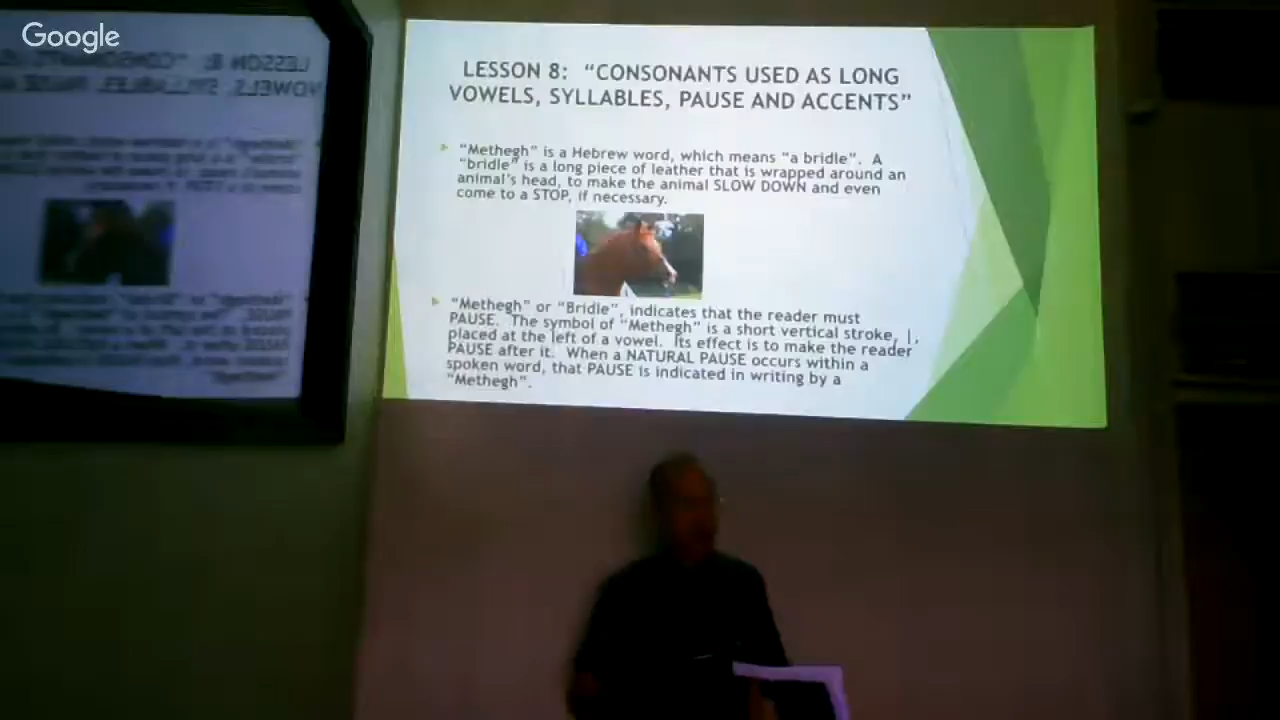 Google
LESSON 8: “CONSONANTS USED AS LONG
VOWELS, SYLLABLES, PAUSE AND ACCENTS”
“Methegh” is a Hebrew word, which means “a bridle”. A
“bridle” is a long piece of leather that is wrapped around an
animal’s head, to make the animal SLOW DOWN and even
come to a STOP, if necessary.
“Methegh” or “Bridle”, indicates that the reader must
PAUSE. The symbol of “Methegh” is a short vertical stroke, |,
placed at the left of a vowel. Its effect is to make the reader
PAUSE after it. When a NATURAL PAUSE occurs within a
spoken word, that PAUSE is indicated in writing by a
“Methegh”.